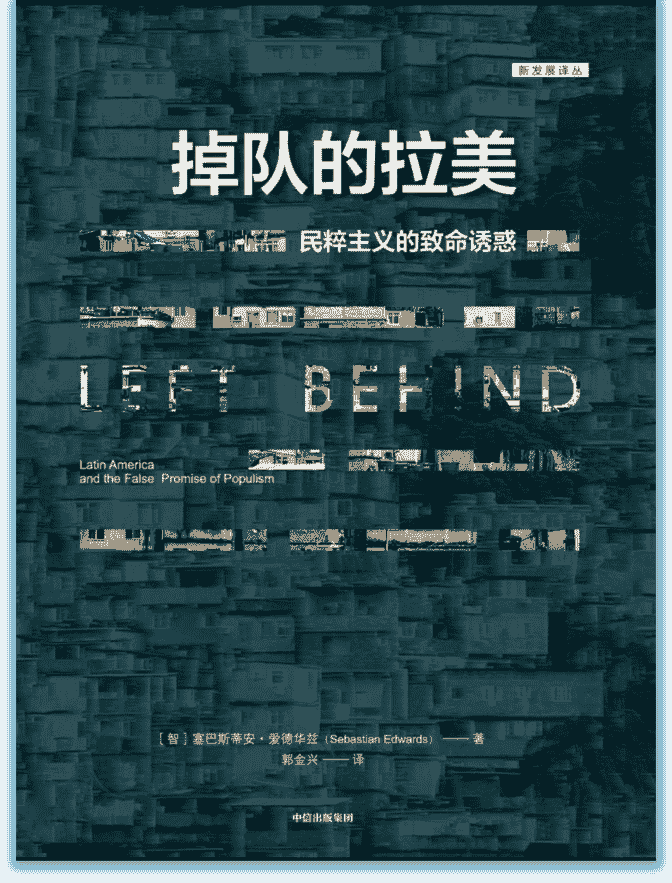 新发展译丛
掉队的拉美
民粹主义的致命诱惑
LEFT BEHIND
Latin America
and the False Promise of Populism
［智］塞巴斯蒂安·爱德华兹（Sebastian Edwards）——著
郭金兴——译
中信出版集团